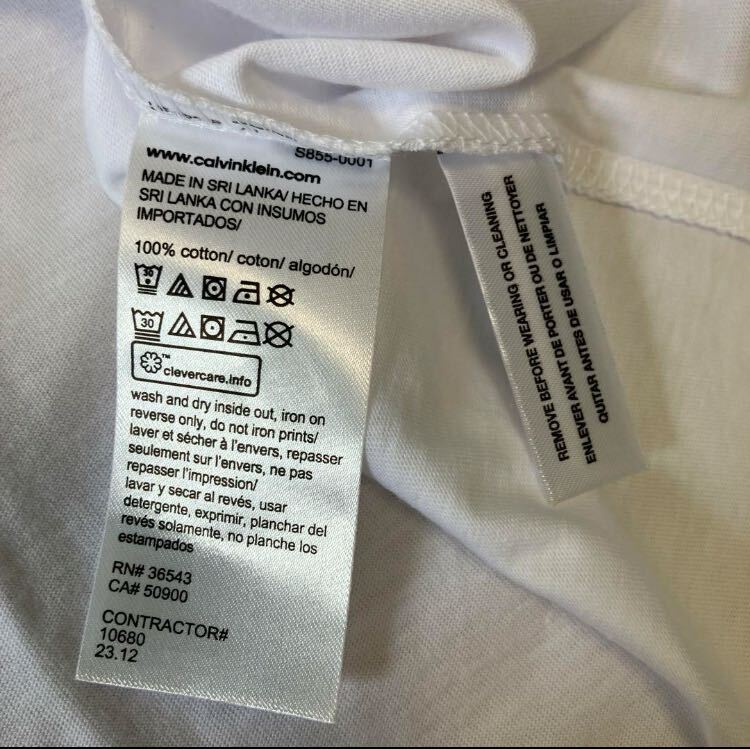 S855-0001
www.calvinklein.com
MADE IN SRI LANKA/ HECHO EN
SRI LANKA CON INSUMOS
IMPORTADOS/
100% cotton/ coton/ algodón/
30
30
™
clevercare.info
wash and dry inside out, iron on
reverse only, do not iron prints/
laver et sécher à l'envers, repasser
seulement sur l'envers, ne pas
repasser l'impression/
lavar y secar al revés, usar
detergente, exprimir, planchar del
revés solamente, no planche los
estampados
RN# 36543
CA# 50900
CONTRACTOR#
10680
23.12
REMOVE BEFORE WEARING OR CLEANING
ENLEVER AVANT DE PORTER OU DE NETTOYER
QUITAR ANTES DE USAR O LIMPIAR